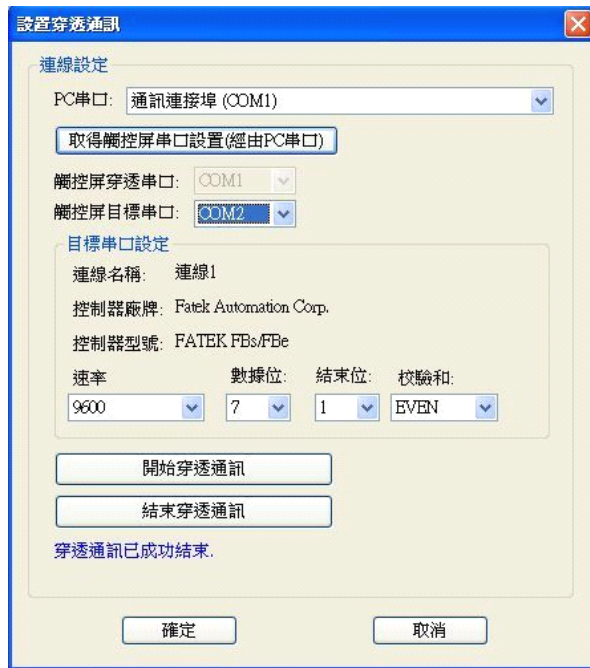 設置穿透通訊
連線設定
PC串口: 通訊連接埠 (COM1)
取得觸控屏串口設置(經由PC串口)
觸控屏穿透串口: COM1
觸控屏目標串口: COM2
目標串口設定
連線名稱: 連線1
控制器廠牌: Fatek Automation Corp.
控制器型號: FATEK FBs/FBe
速率 數據位: 結束位: 校驗和:
9600 7 1 EVEN
開始穿透通訊
結束穿透通訊
穿透通訊已成功結束.
確定 取消